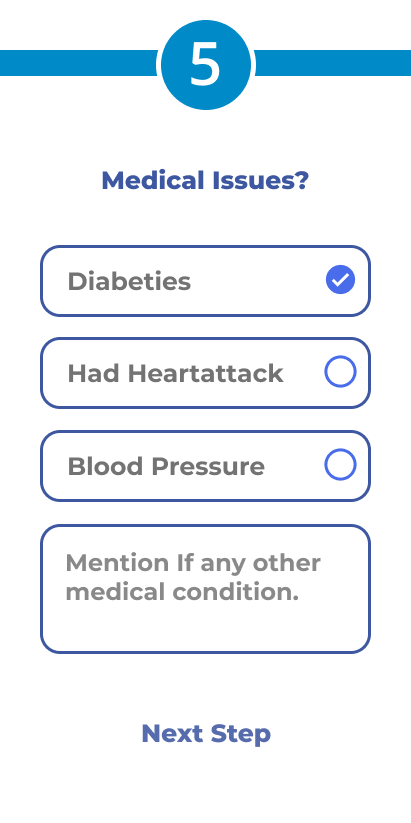 5
Medical Issues?
Diabeties
Had Heartattack
Blood Pressure
Mention If any other
medical condition.
Next Step